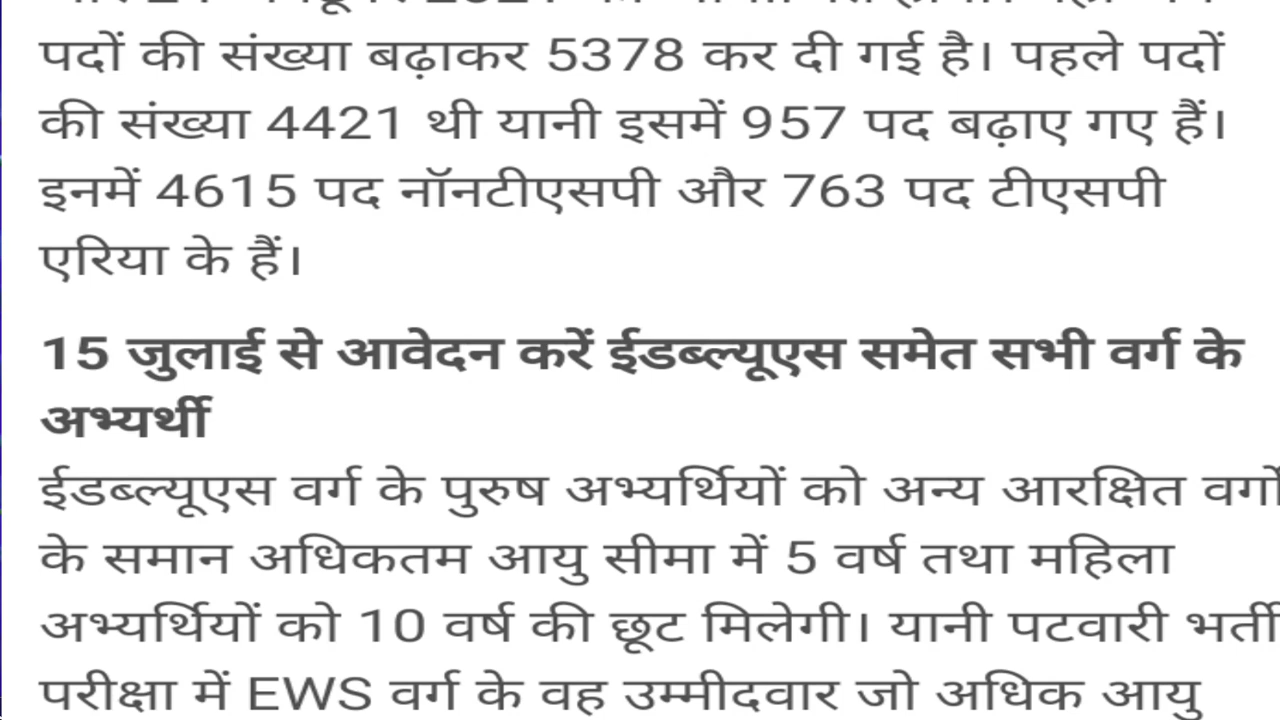 पदों की संख्या बढ़ाकर 5378 कर दी गई है। पहले पदों
की संख्या 4421 थी यानी इसमें 957 पद बढ़ाए गए हैं।
इनमें 4615 पद नॉनटीएसपी और 763 पद टीएसपी
एरिया के हैं।
15 जुलाई से आवेदन करें ईडब्ल्यूएस समेत सभी वर्ग के
अभ्यर्थी
ईडब्ल्यूएस वर्ग के पुरुष अभ्यर्थियों को अन्य आरक्षित वर्गों
के समान अधिकतम आयु सीमा में 5 वर्ष तथा महिला
अभ्यर्थियों को 10 वर्ष की छूट मिलेगी। यानी पटवारी भर्ती
परीक्षा में EWS वर्ग के वह उम्मीदवार जो अधिक आयु